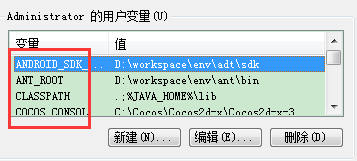 Administrator 的用户变量(U)
变量 值
ANDROID_SDK_... D:\workspace\env\adt\sdk
ANT_ROOT D:\workspace\env\ant\bin
CLASSPATH .;%JAVA_HOME%\lib
COCOS_CONSOL... C:\Cocos\Cocos2d-x\Cocos2d-x-3...
新建(N)... 编辑(E)... 删除(D)